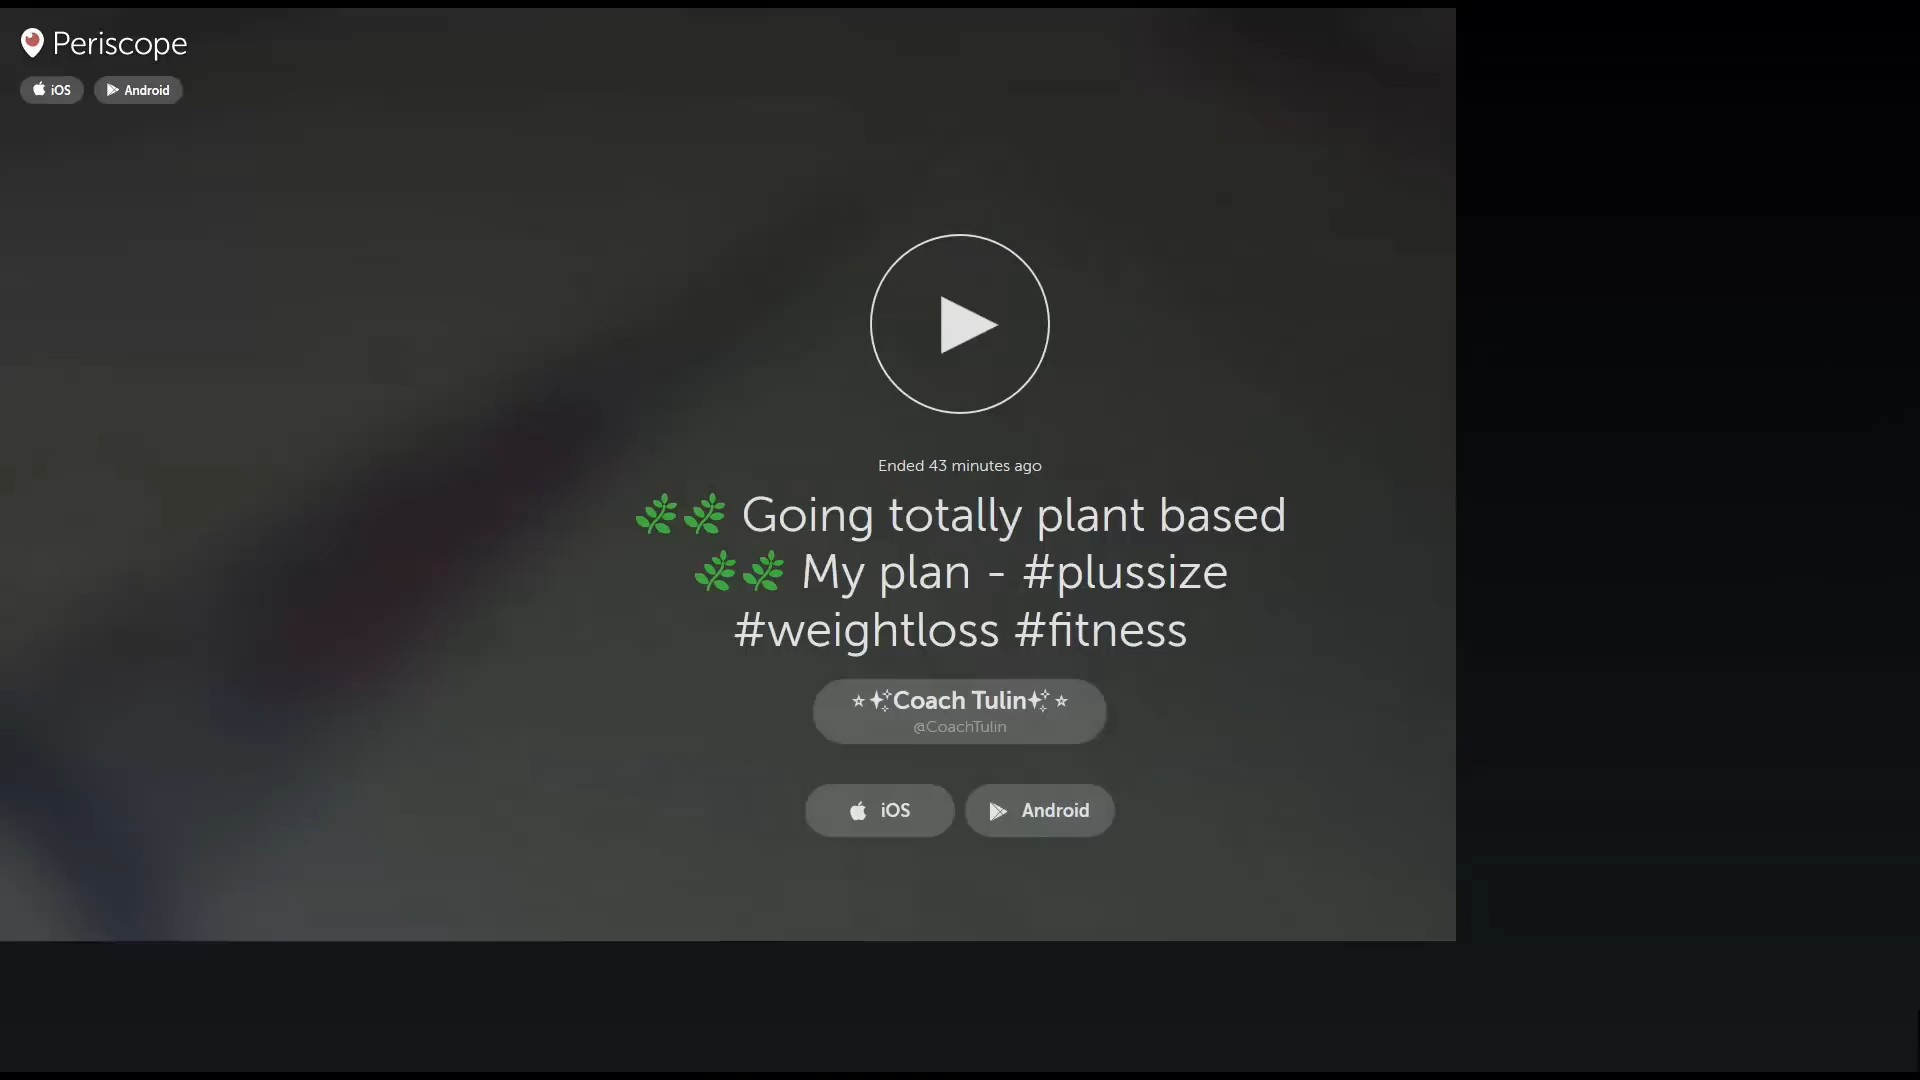 Periscope
iOS
Android
Ended 43 minutes ago
🌿🌿 Going totally plant based
🌿🌿 My plan - #plussize
#weightloss #fitness
⭐✨Coach Tulin✨⭐
@CoachTulin
iOS
Android